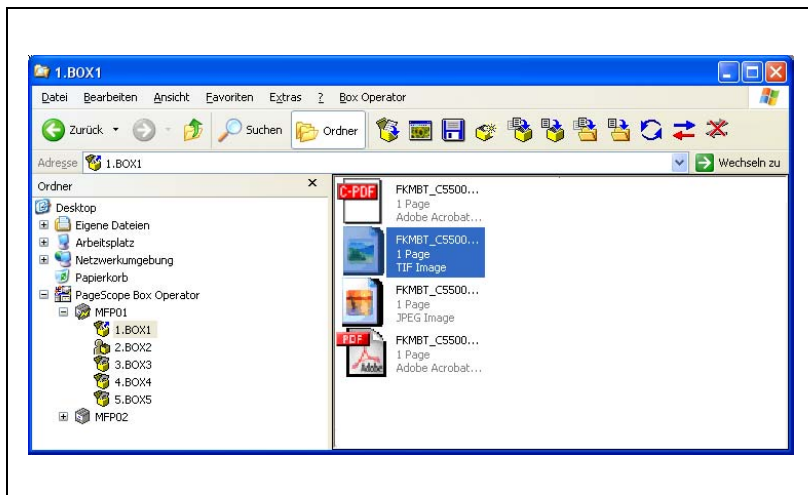 1.BOX1
Datei Bearbeiten Ansicht Favoriten Extras ? Box Operator
Zurück Suchen Ordner
Adresse 1.BOX1 Wechseln zu
Ordner
Desktop
Eigene Dateien
Arbeitsplatz
Netzwerkumgebung
Papierkorb
PageScope Box Operator
MFP01
1.BOX1
2.BOX2
3.BOX3
4.BOX4
5.BOX5
MFP02
C-PDF
FKMBT_C5500...
1 Page
Adobe Acrobat...
FKMBT_C5500...
1 Page
TIF Image
FKMBT_C5500...
1 Page
JPEG Image
PDF
Adobe
FKMBT_C5500...
1 Page
Adobe Acrobat...